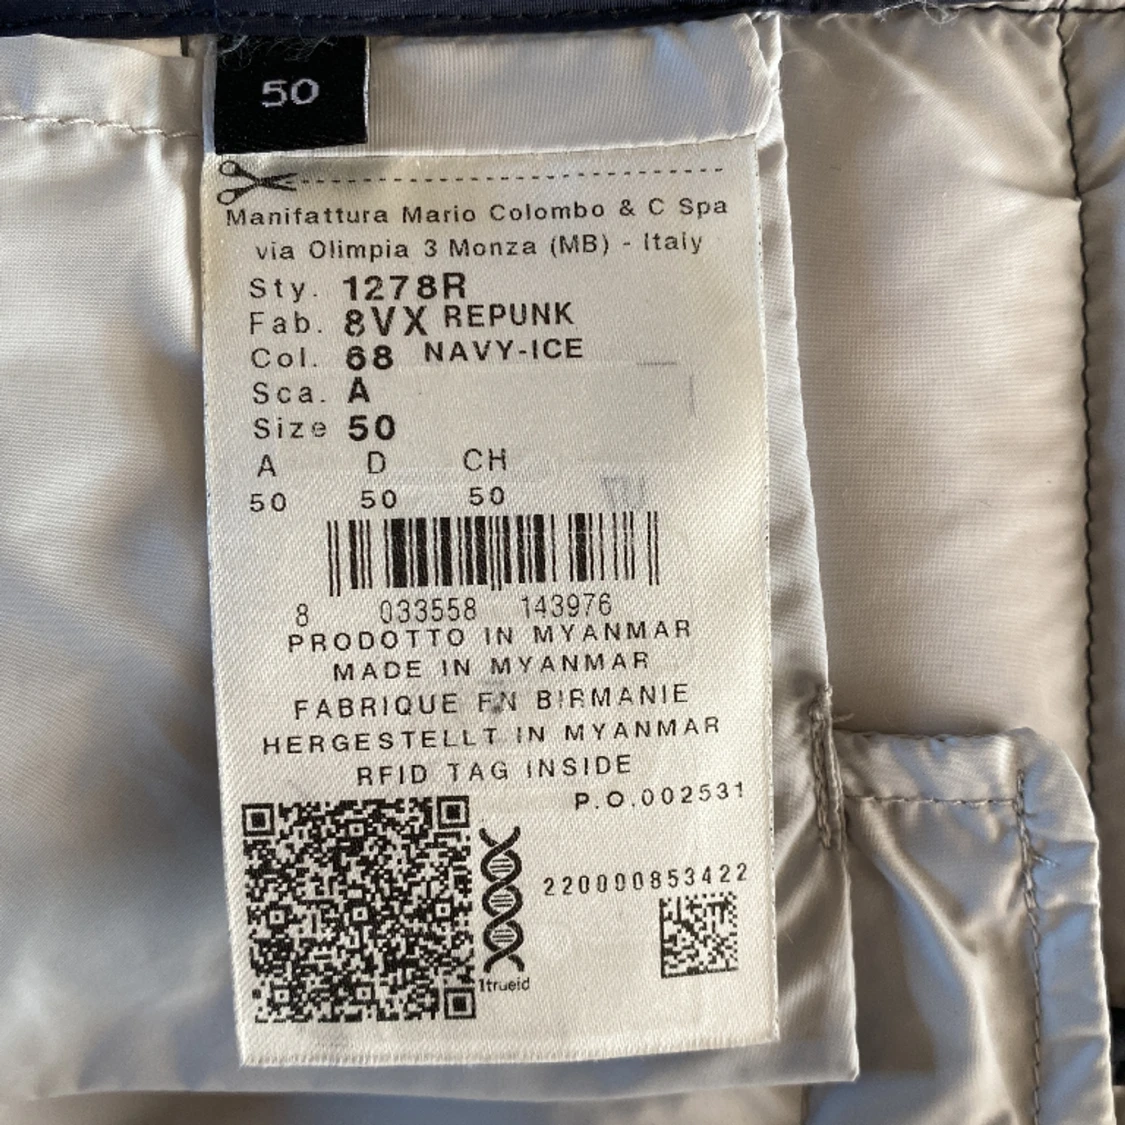 50
Manifattura Mario Colombo & C Spa
via Olimpia 3 Monza (MB) - Italy
Sty. 1278R
Fab. 8VX REPUNK
Col. 68 NAVY-ICE
Sca. A
Size 50
A D CH
50 50 50
8 033558 143976
PRODOTTO IN MYANMAR
MADE IN MYANMAR
FABRIQUE EN BIRMANIE
HERGESTELLT IN MYANMAR
RFID TAG INSIDE
P.O.002531
220000853422
1trueid